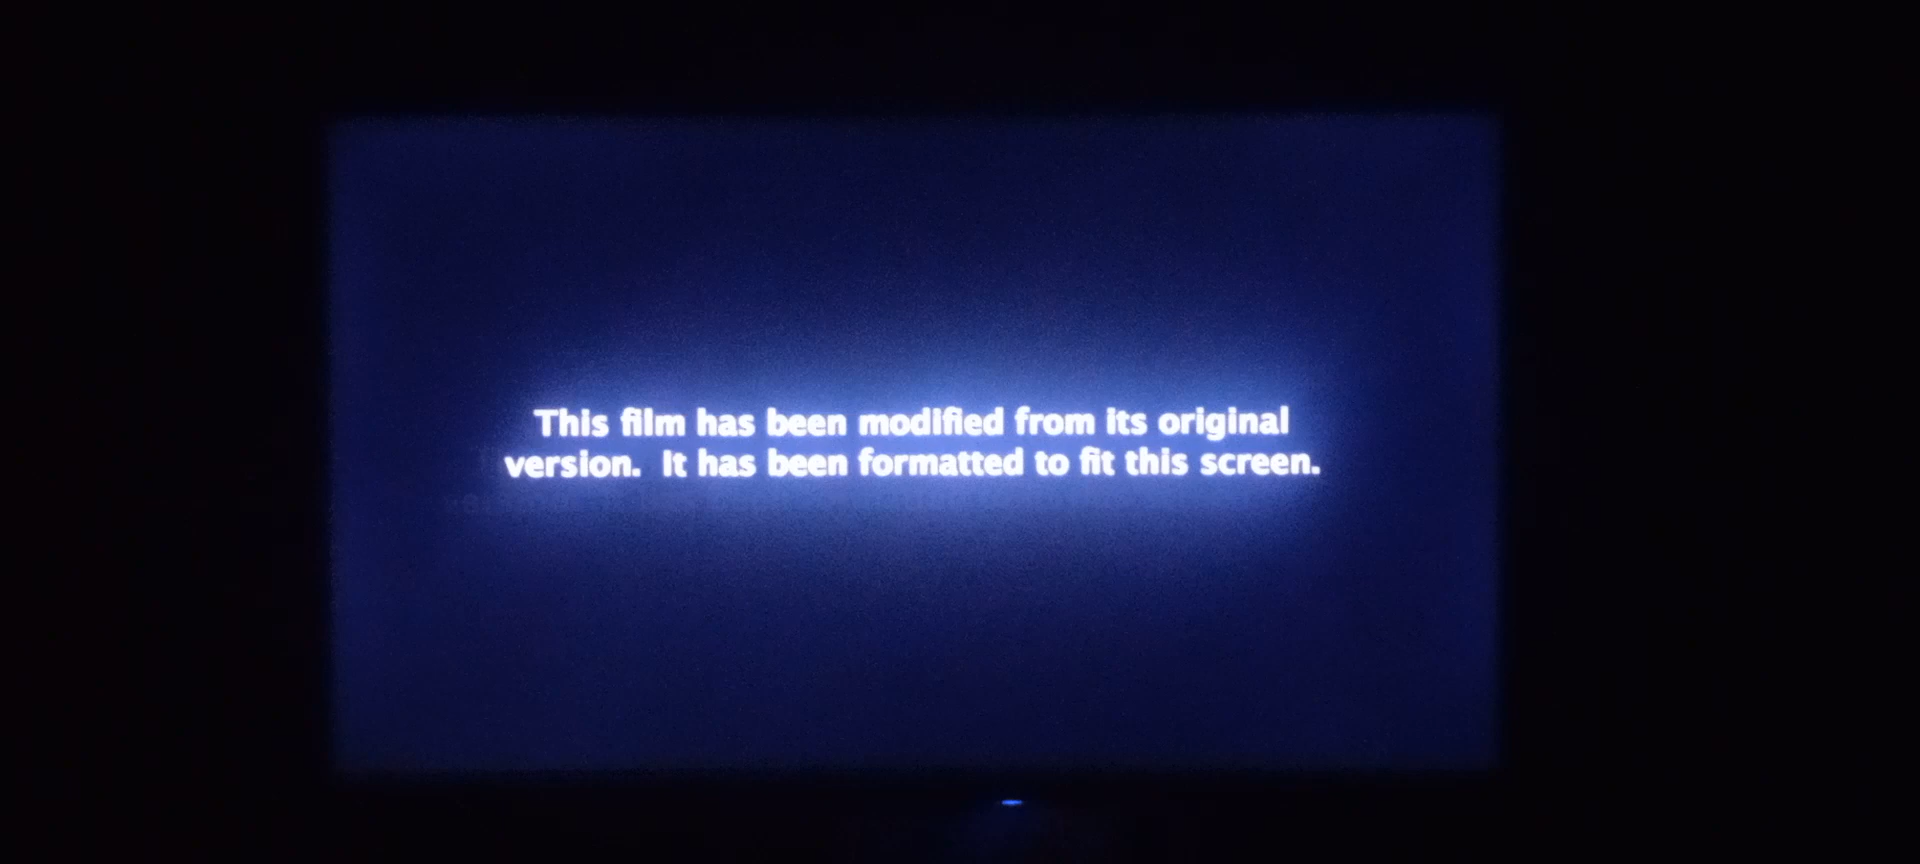 This film has been modified from its original
version.  It has been formatted to fit this screen.